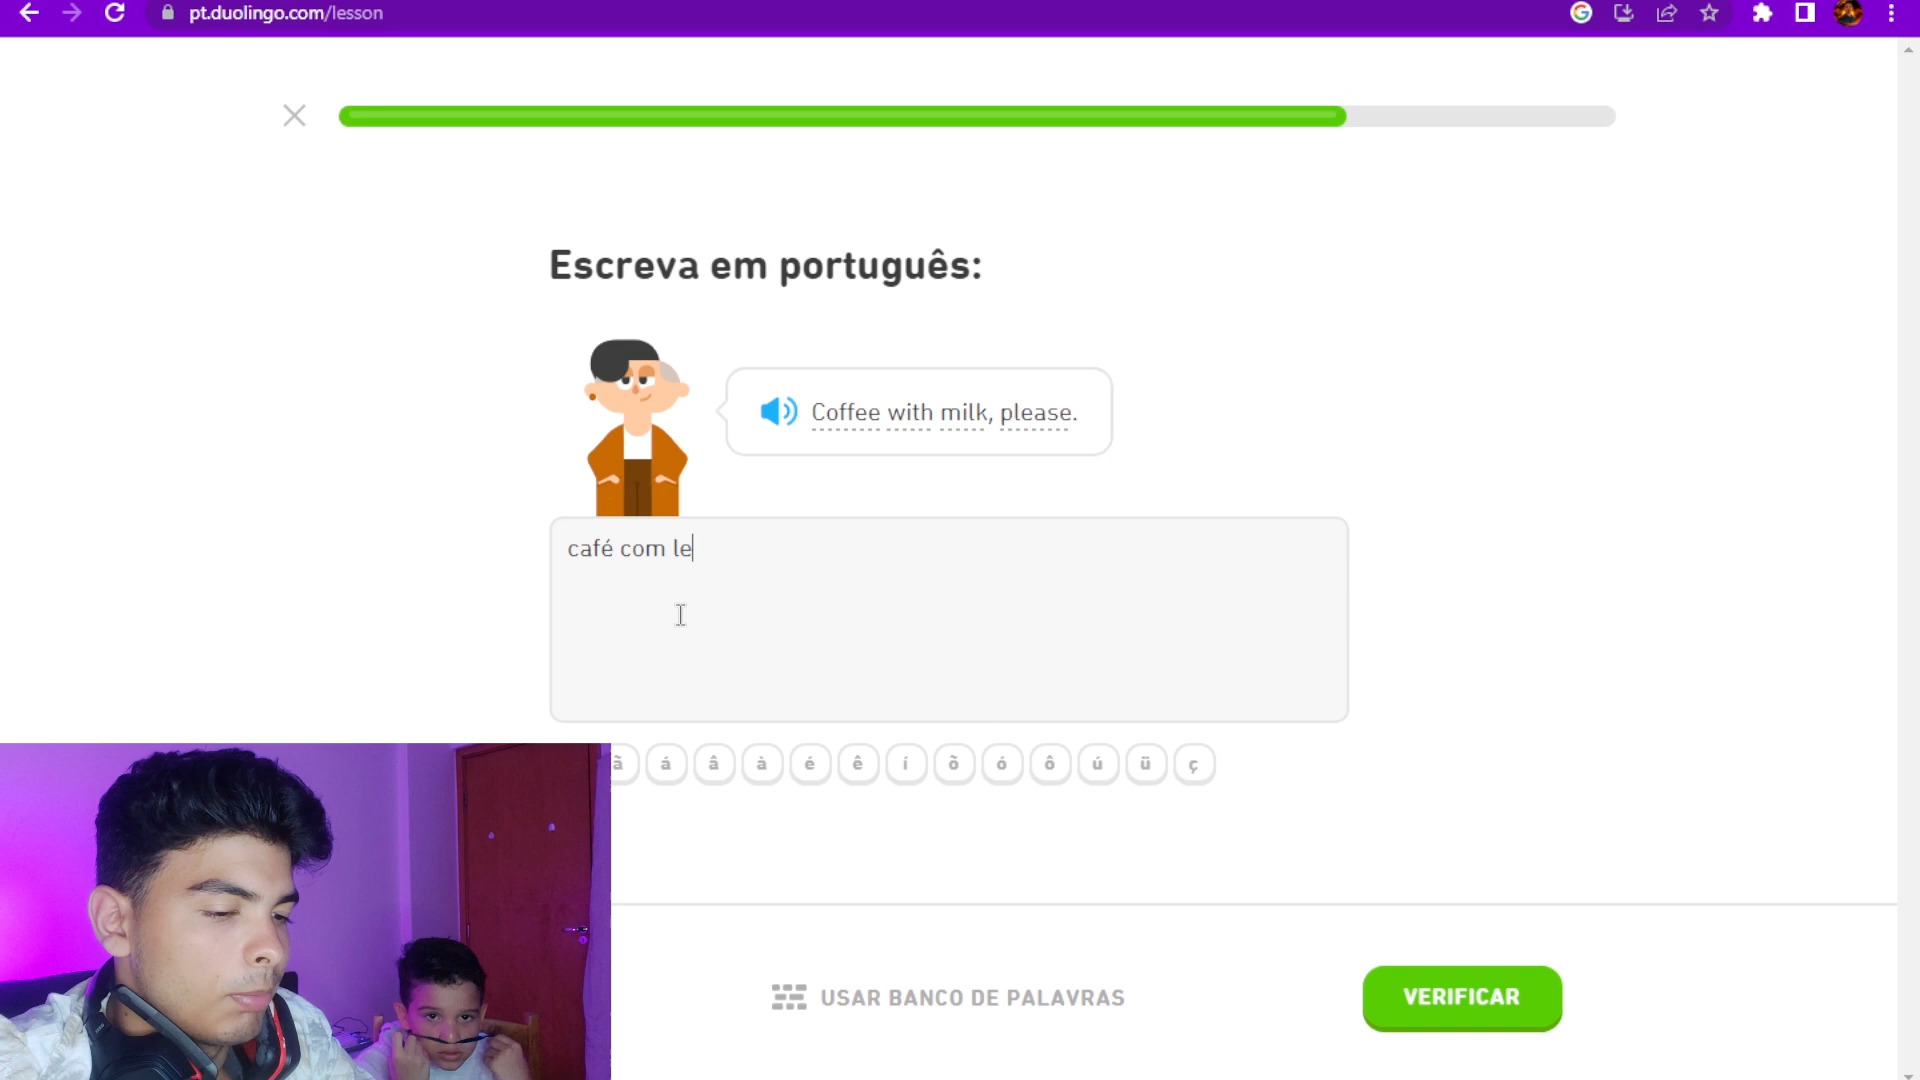 pt.duolingo.com/lesson
Escreva em português:
Coffee with milk, please.
café com le
ã á â à é ê í õ ó ô ú ü ç
USAR BANCO DE PALAVRAS
VERIFICAR